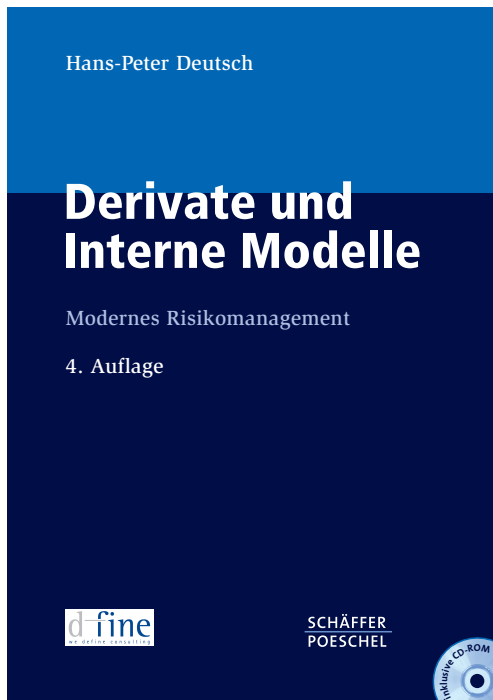 Hans-Peter Deutsch
Derivate und
Interne Modelle
Modernes Risikomanagement
4. Auflage
d-fine
we define consulting
SCHÄFFER
POESCHEL
Inklusive CD-ROM